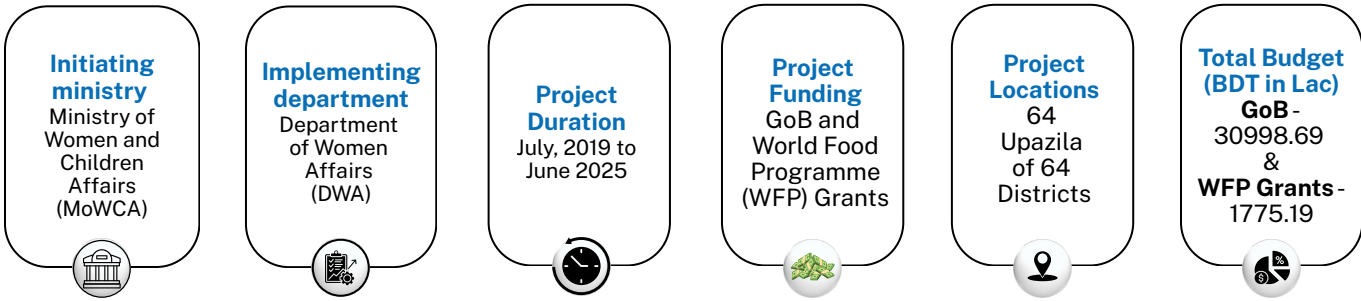 Initiating
ministry
Ministry of
Women and
Children
Affairs
(MoWCA)
Implementing
department
Department
of Women
Affairs
(DWA)
Project
Duration
July, 2019 to
June 2025
Project
Funding
GoB and
World Food
Programme
(WFP) Grants
Project
Locations
64
Upazila
of 64
Districts
Total Budget
(BDT in Lac)
GoB -
30998.69
&
WFP Grants -
1775.19
%
$